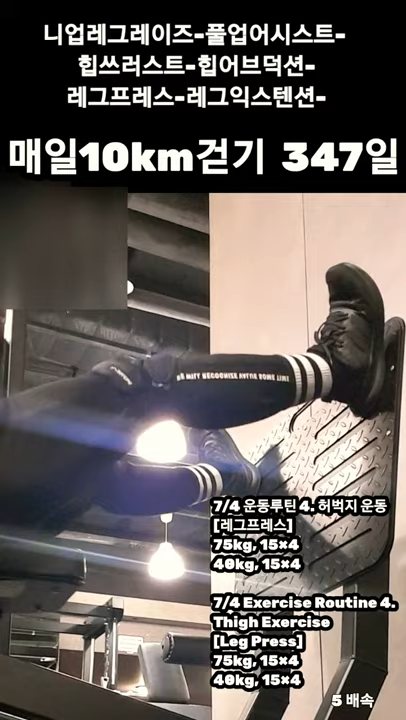 니업레그레이즈-풀업어시스트-
힙쓰러스트-힙어브덕션-
레그프레스-레그익스텐션-
매일10km걷기 347일
7/4 운동루틴 4. 허벅지 운동
[레그프레스]
75kg, 15×4
40kg, 15×4
7/4 Exercise Routine 4.
Thigh Exercise
[Leg Press]
75kg, 15×4
40kg, 15×4
5 배속